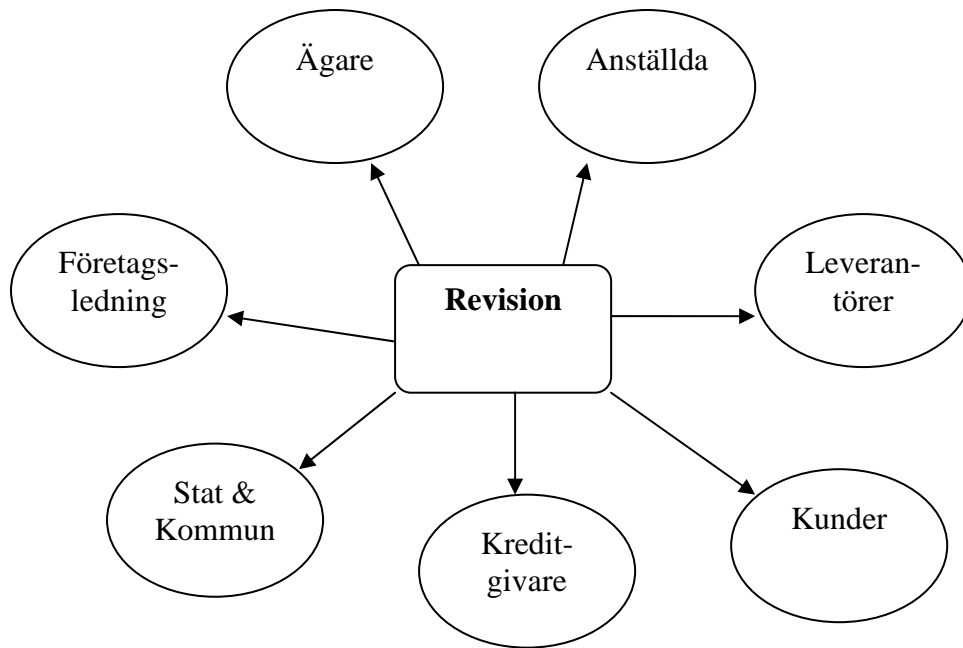 Ägare
Anställda
Företags-
ledning
Revision
Leveran-
törer
Stat &
Kommun
Kredit-
givare
Kunder